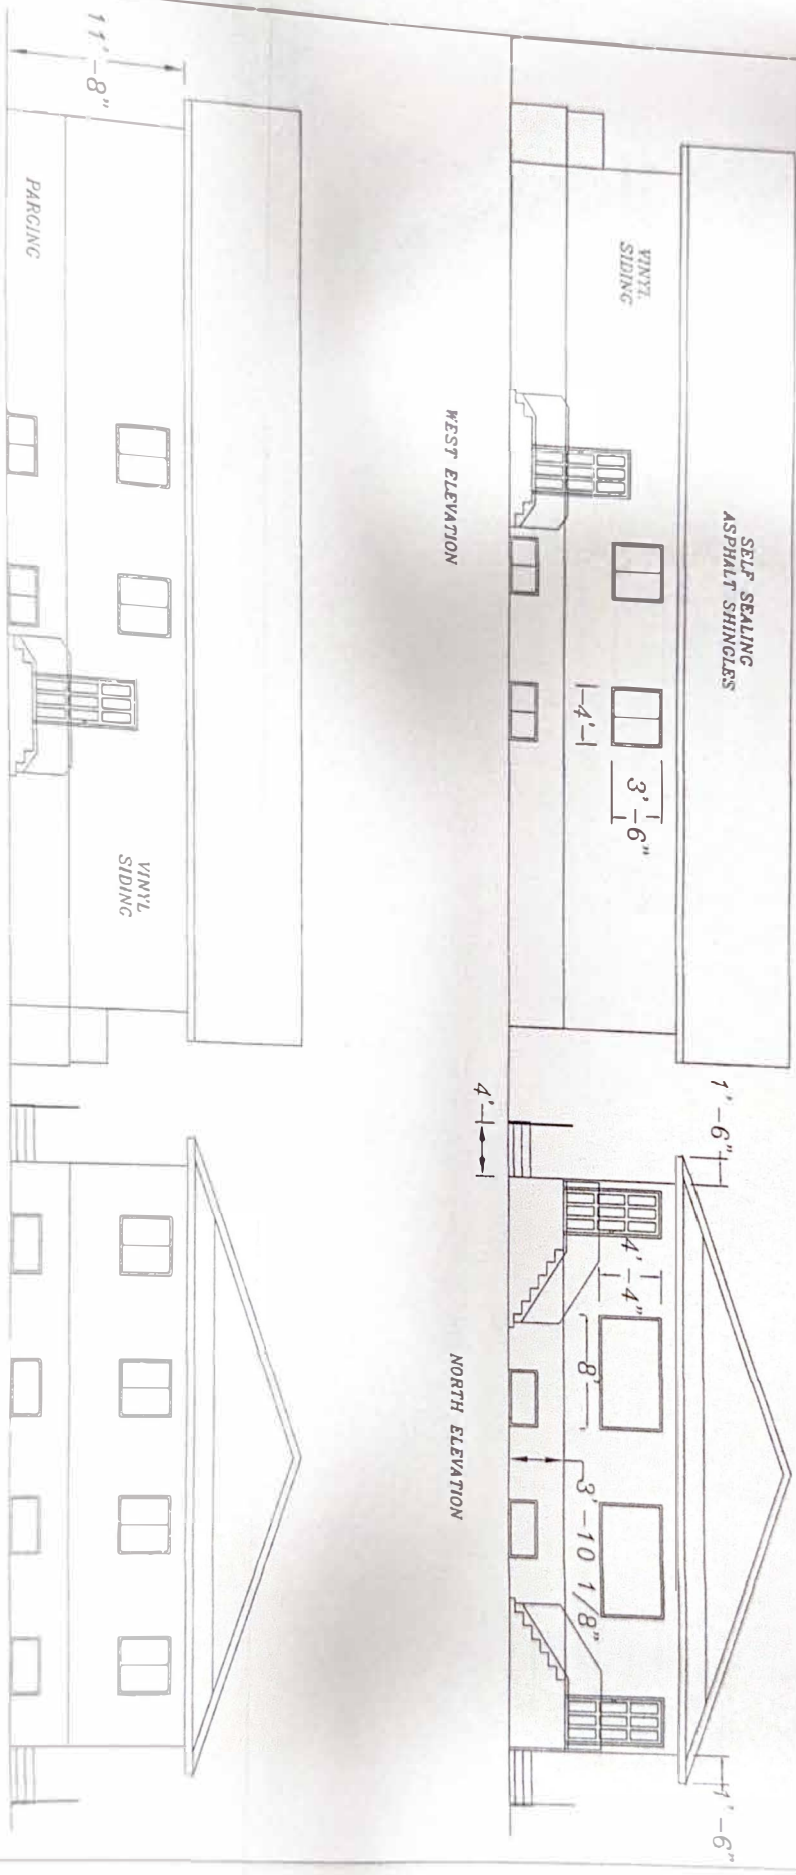 SELF SEALING
ASPHALT SHINGLES
VINYL
SIDING
4'
3'-6"
WEST ELEVATION
1'-6"
1'-6"
4'-4"
8'
3'-10 1/8"
4'
NORTH ELEVATION
11'-8"
PARGING
VINYL
SIDING